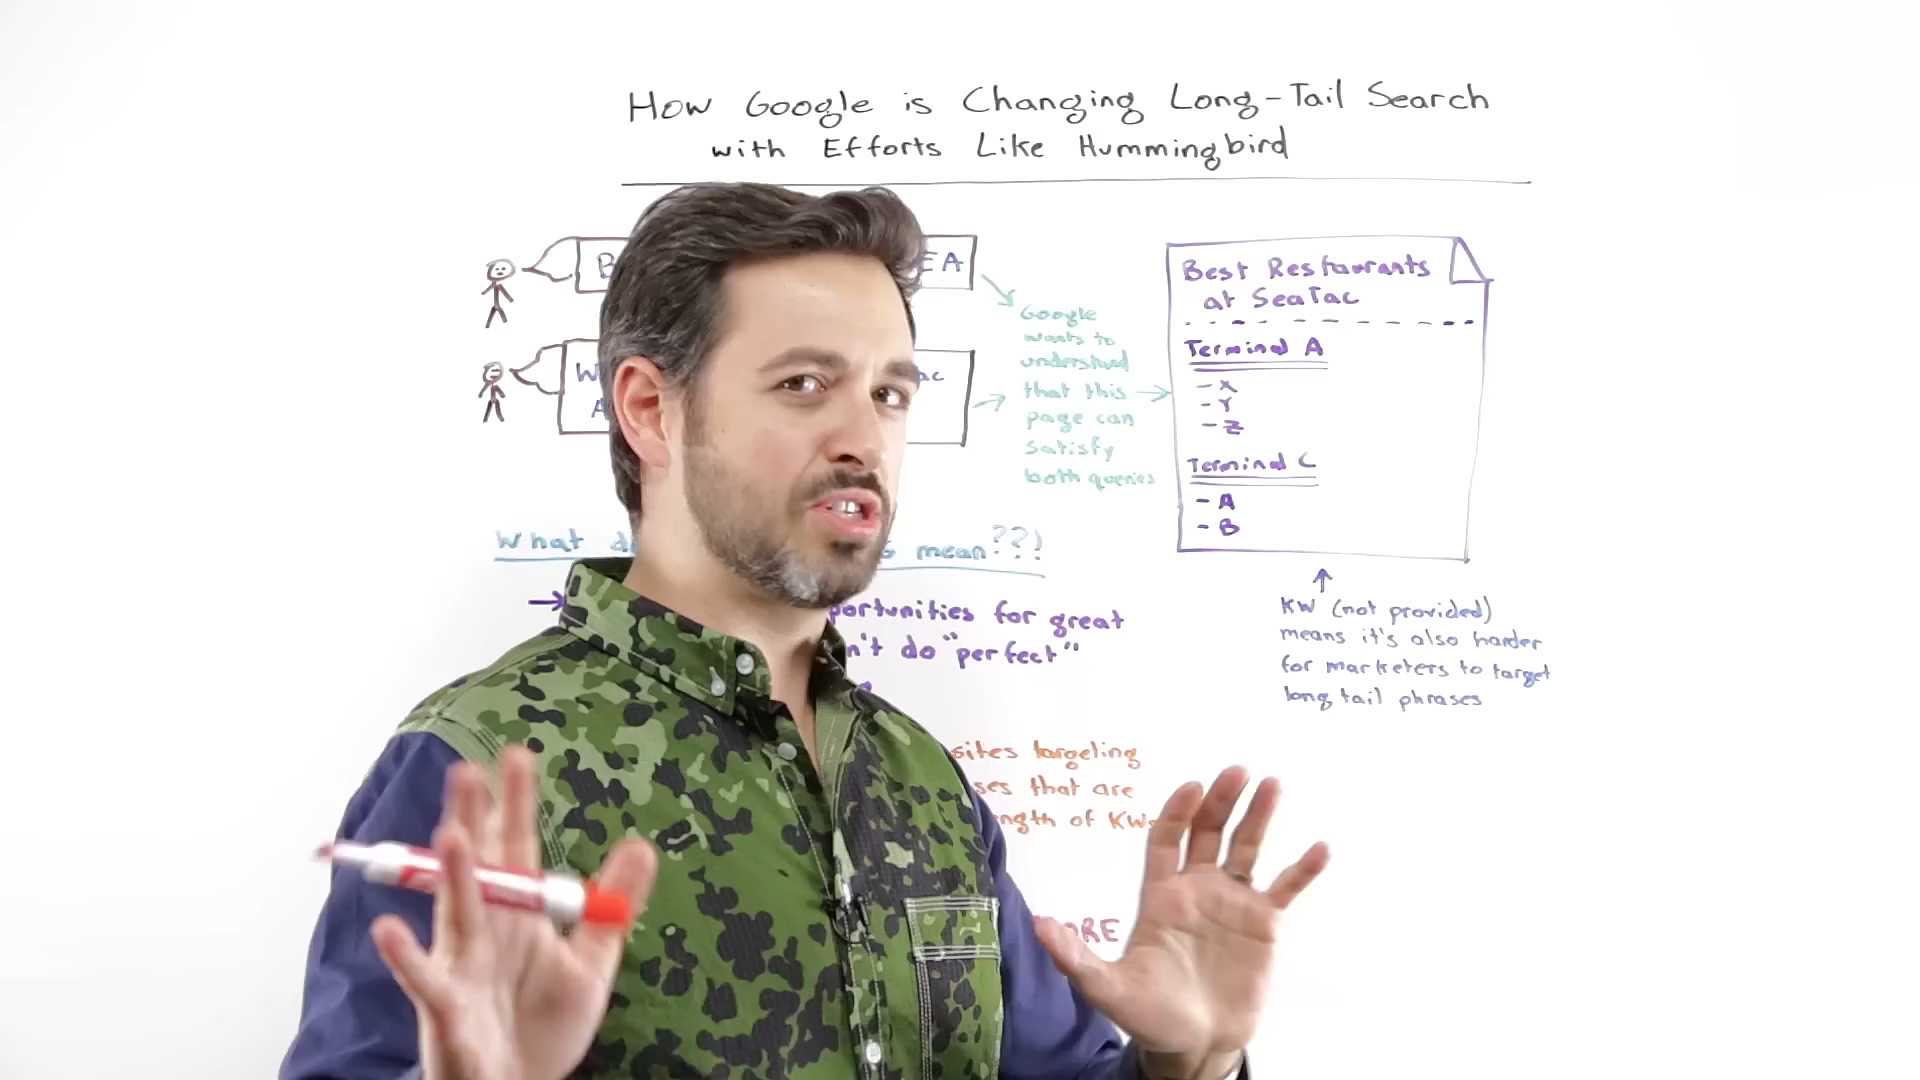 How Google is Changing Long-Tail Search
with Efforts Like Hummingbird
B
EA
W
A
ac
Google
wants to
understand
that this
page can
satisfy
both queries
Best Restaurants
at SeaTac
Terminal A
- X
- Y
- Z
Terminal C
- A
- B
KW (not provided)
means it's also harder
for marketers to target
long tail phrases
What d
mean??!
portunities for great
n't do "perfect"
sites targeting
ses that are
ngth of KWs
ORE